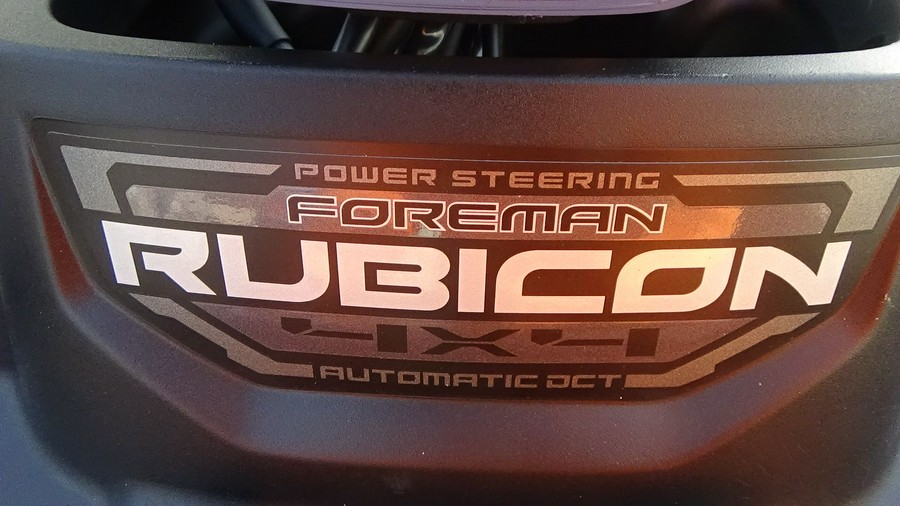 POWER STEERING
FOREMAN
RUBICON
4x4
AUTOMATIC DCT